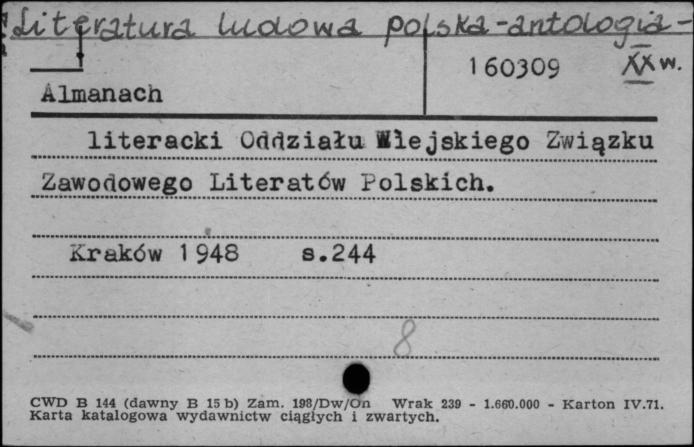 Literatura ludowa polska - antologia -
160309 XX w.
Almanach
literacki Oddziału Wiejskiego Związku
Zawodowego Literatów Polskich.
Kraków 1948 s.244
8
CWD B 144 (dawny B 15 b) Zam. 198/Dw/On Wrak 239 - 1.660.000 - Karton IV.71.
Karta katalogowa wydawnictw ciągłych i zwartych.